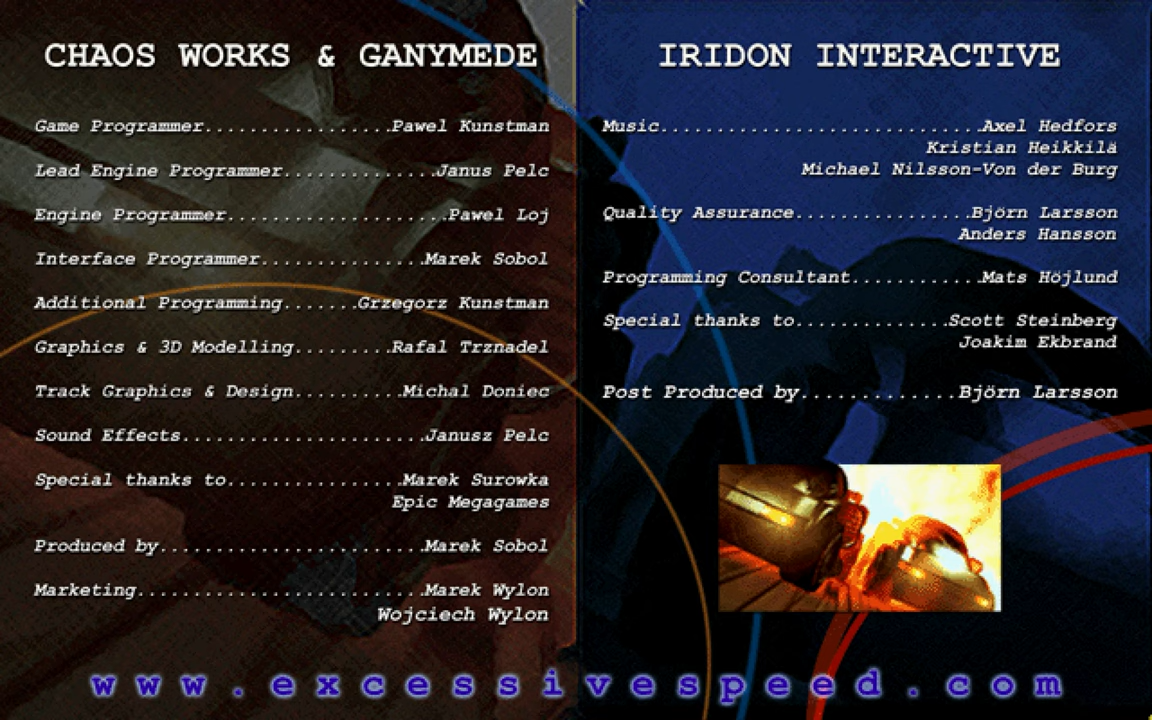 CHAOS WORKS & GANYMEDE
Game Programmer.................Pawel Kunstman
Lead Engine Programmer..............Janus Pelc
Engine Programmer....................Pawel Loj
Interface Programmer...............Marek Sobol
Additional Programming.......Grzegorz Kunstman
Graphics & 3D Modelling.........Rafal Trznadel
Track Graphics & Design..........Michal Doniec
Sound Effects......................Janusz Pelc
Special thanks to................Marek Surowka
Epic Megagames
Produced by........................Marek Sobol
Marketing..........................Marek Wylon
Wojciech Wylon
IRIDON INTERACTIVE
Music.............................Axel Hedfors
Kristian Heikkilä
Michael Nilsson-Von der Burg
Quality Assurance................Björn Larsson
Anders Hansson
Programming Consultant............Mats Höjlund
Special thanks to..............Scott Steinberg
Joakim Ekbrand
Post Produced by..............Björn Larsson
www.excessivespeed.com